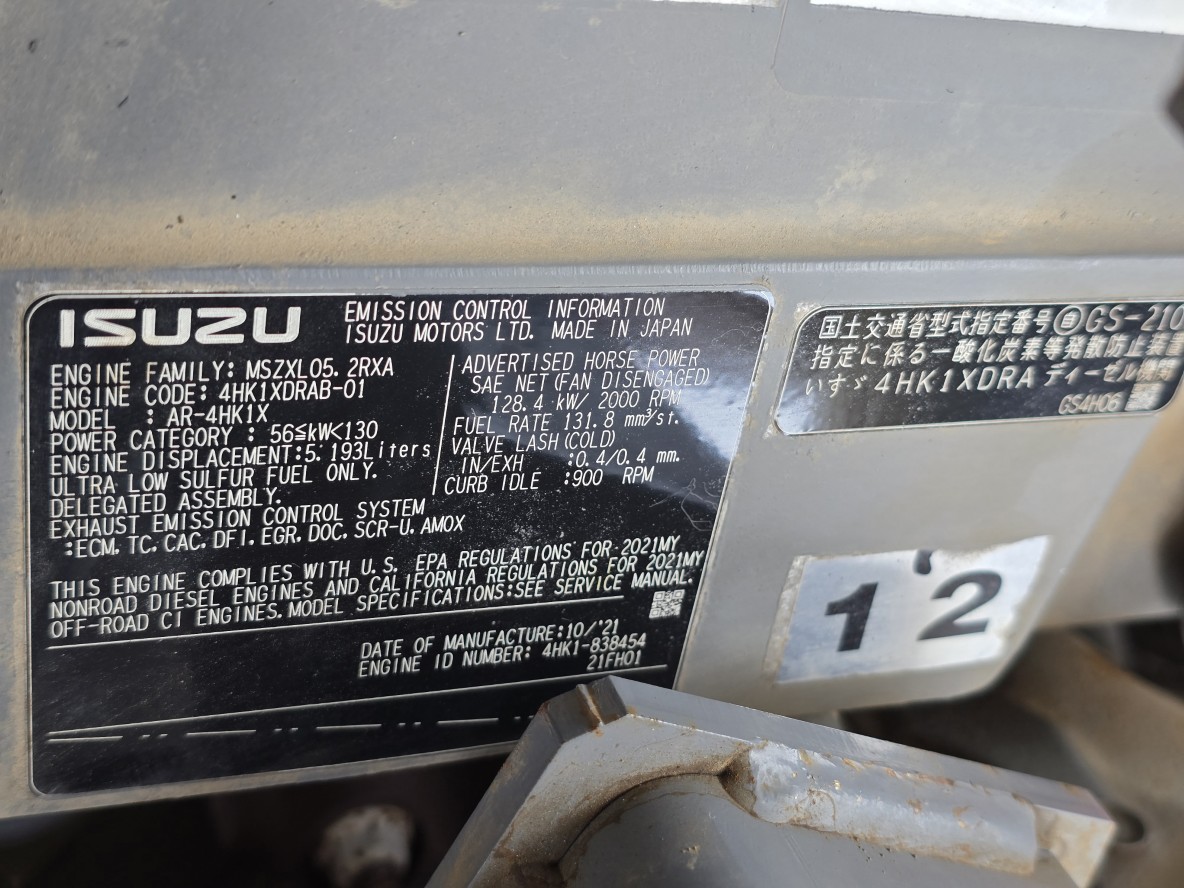 ISUZU
EMISSION CONTROL INFORMATION
ISUZU MOTORS LTD. MADE IN JAPAN
ENGINE FAMILY: MSZXL05. 2RXA
ENGINE CODE: 4HK1XDRAB-01
MODEL : AR-4HK1X
POWER CATEGORY : 56≦kW<130
ENGINE DISPLACEMENT:5.193Liters
ULTRA LOW SULFUR FUEL ONLY.
DELEGATED ASSEMBLY.
EXHAUST EMISSION CONTROL SYSTEM
:ECM. TC. CAC. DFI. EGR. DOC. SCR-U. AMOX
ADVERTISED HORSE POWER
SAE NET (FAN DISENGAGED)
128.4 kW/ 2000 RPM
FUEL RATE 131.8 mm³/st.
VALVE LASH (COLD)
IN/EXH :0.4/0.4 mm.
CURB IDLE :900 RPM
THIS ENGINE COMPLIES WITH U.S. EPA REGULATIONS FOR 2021MY
NONROAD DIESEL ENGINES AND CALIFORNIA REGULATIONS FOR 2021MY
OFF-ROAD CI ENGINES. MODEL SPECIFICATIONS:SEE SERVICE MANUAL.
DATE OF MANUFACTURE:10/'21
ENGINE ID NUMBER: 4HK1-838454
21FH01
国土交通省型式指定番号 GS-210
指定に係る一酸化炭素等発散防止装置
いすゞ 4HK1XDRA ディーゼル機関
GS4H06
12